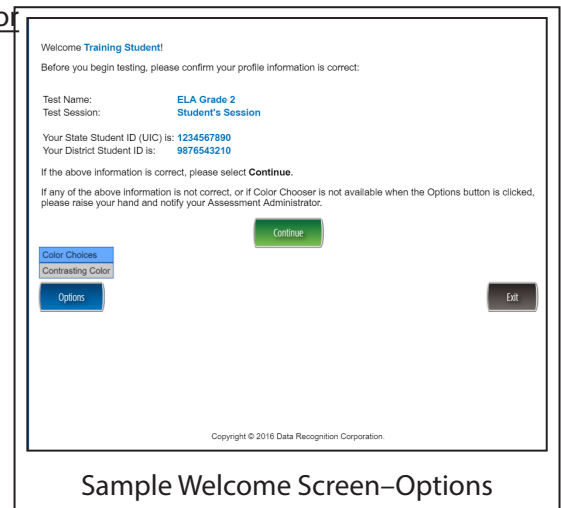 or
Welcome Training Student!
Before you begin testing, please confirm your profile information is correct:
Test Name: ELA Grade 2
Test Session: Student's Session
Your State Student ID (UIC) is: 1234567890
Your District Student ID is: 9876543210
If the above information is correct, please select Continue.
If any of the above information is not correct, or if Color Chooser is not available when the Options button is clicked,
please raise your hand and notify your Assessment Administrator.
Continue
Color Choices
Contrasting Color
Options
Exit
Copyright © 2016 Data Recognition Corporation.
Sample Welcome Screen–Options